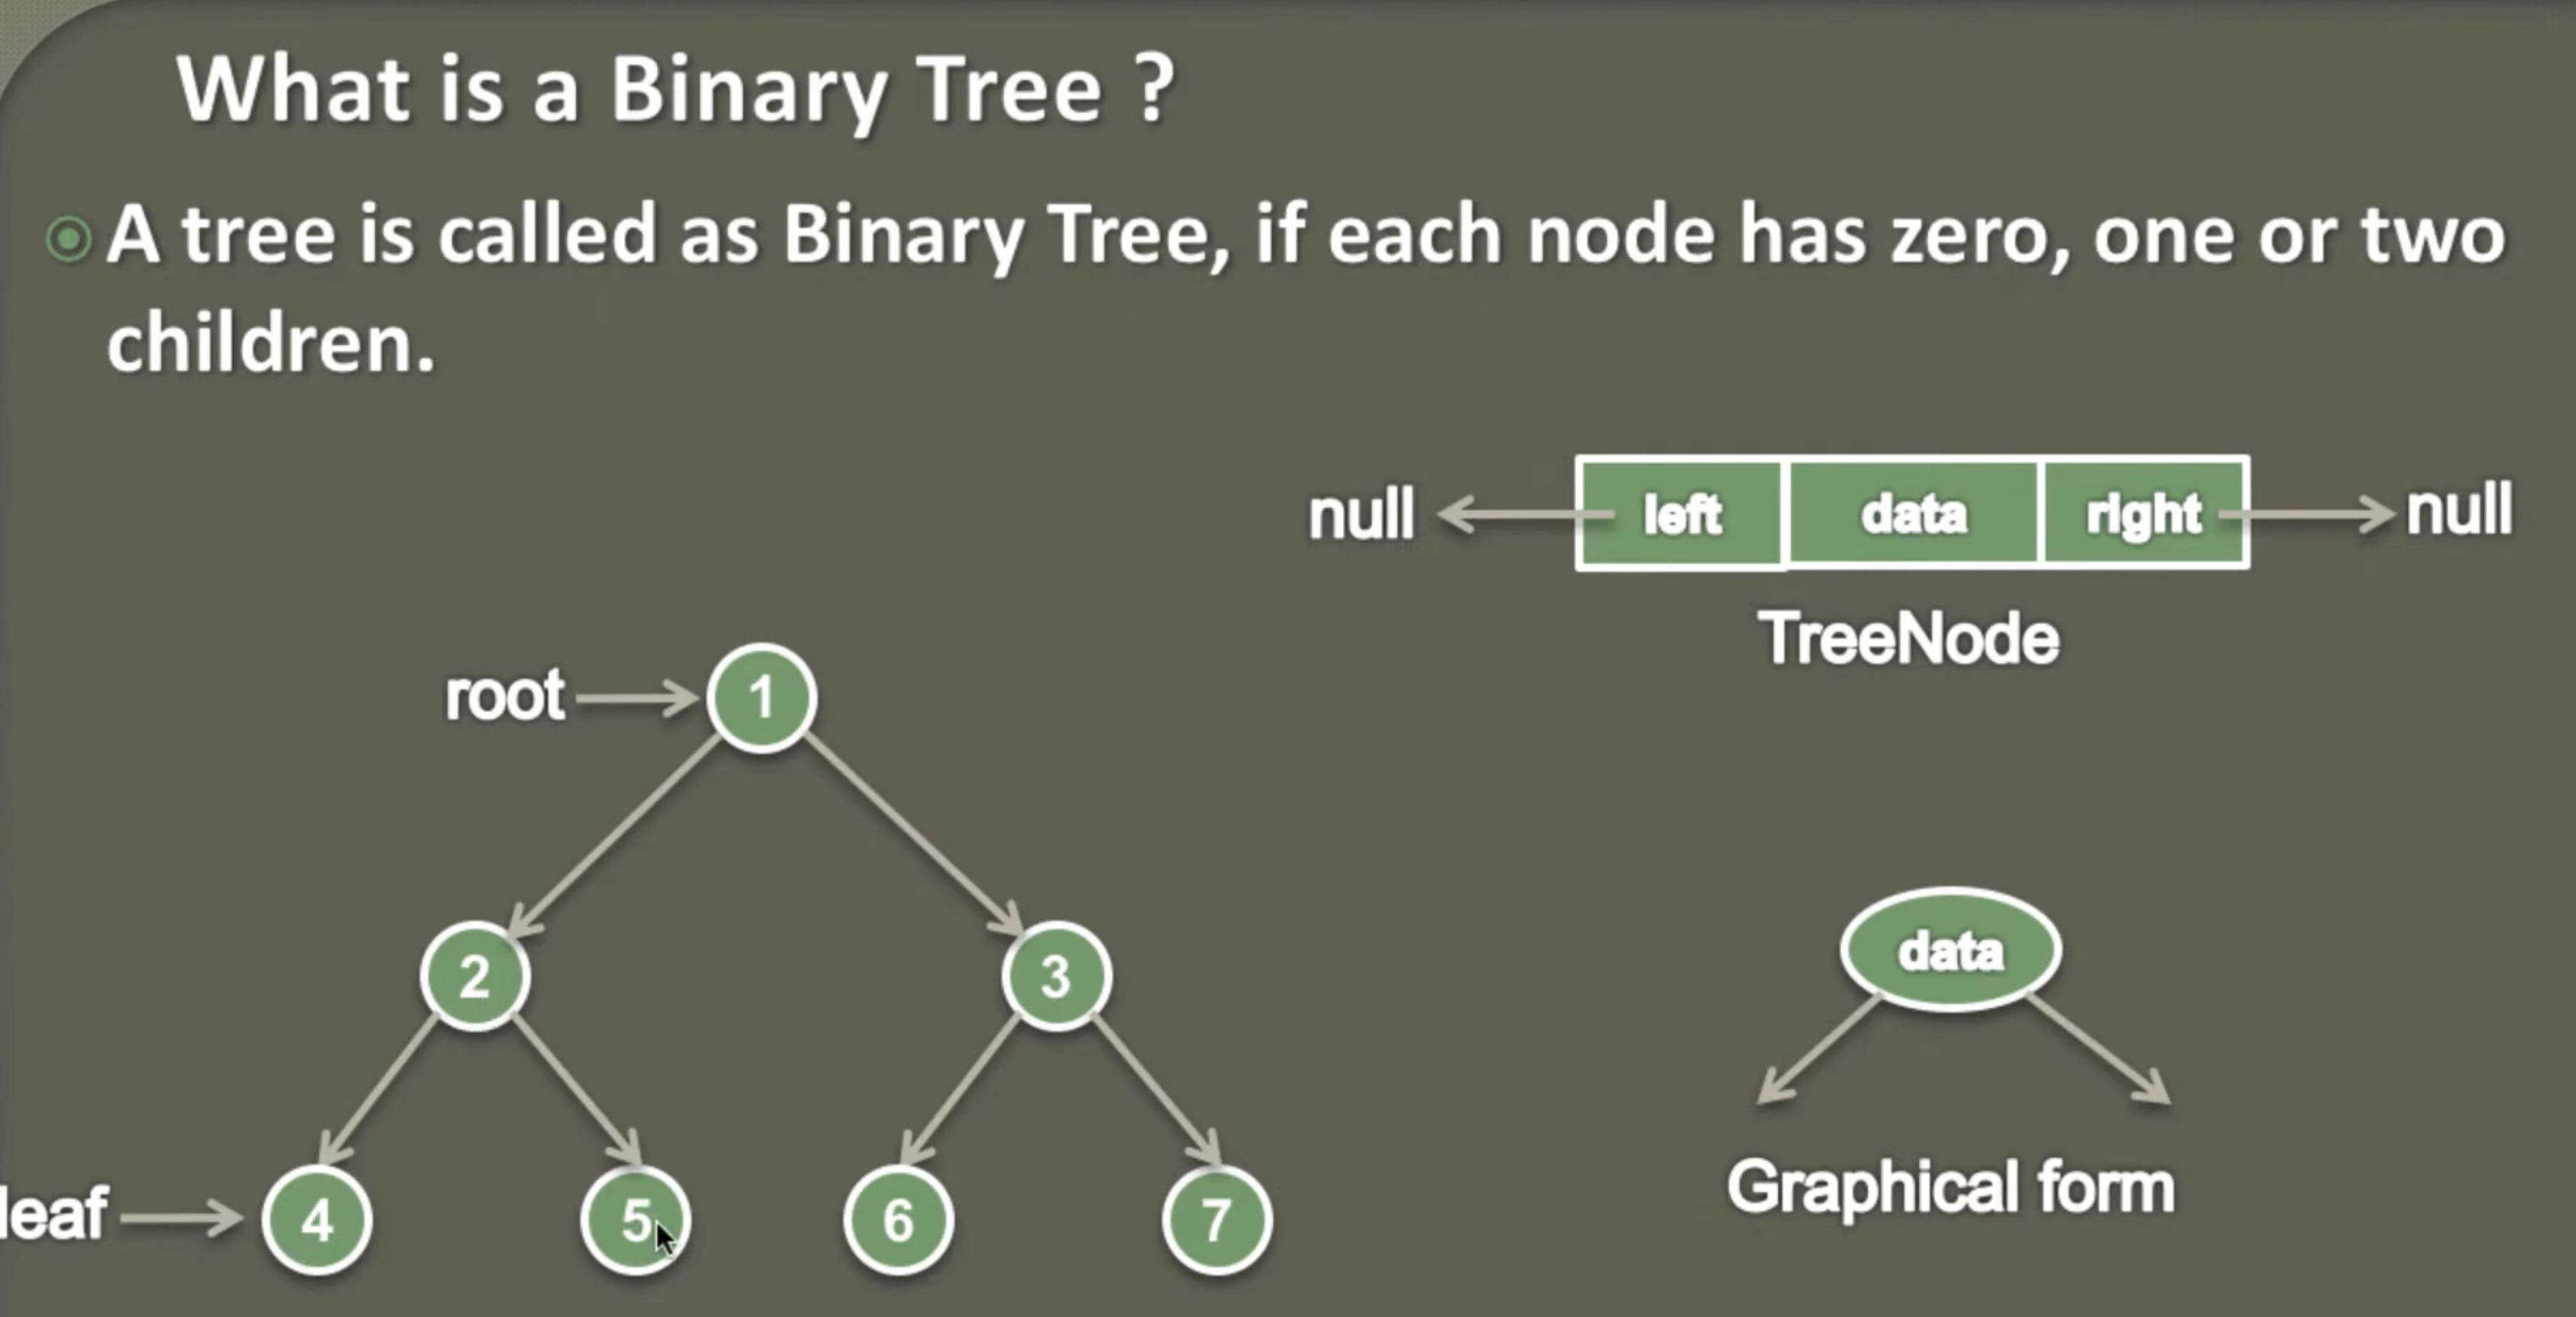 What is a Binary Tree ?
A tree is called as Binary Tree, if each node has zero, one or two
children.
null left data right null
TreeNode
root 1
2 3
data
leaf 4 5 6 7
Graphical form